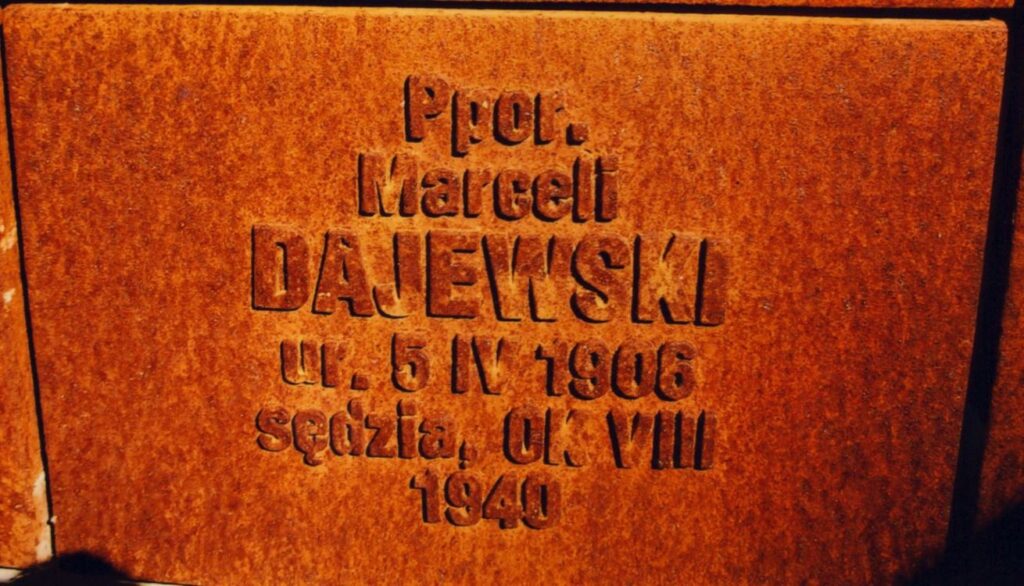 Ppor.
Marceli
DAJEWSKI
ur. 5 IV 1906
sędzia, OK VIII
1940